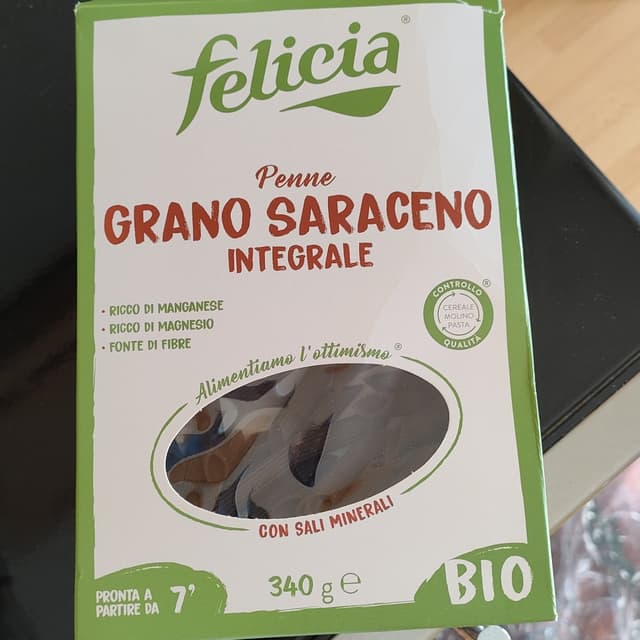 felicia®
Penne
GRANO SARACENO
INTEGRALE
• RICCO DI MANGANESE
• RICCO DI MAGNESIO
• FONTE DI FIBRE
CONTROLLO®
CEREALE
MOLINO
PASTA
QUALITÀ
Alimentiamo l'ottimismo®
CON SALI MINERALI
PRONTA A
PARTIRE DA 7'
340 g ℮
BIO